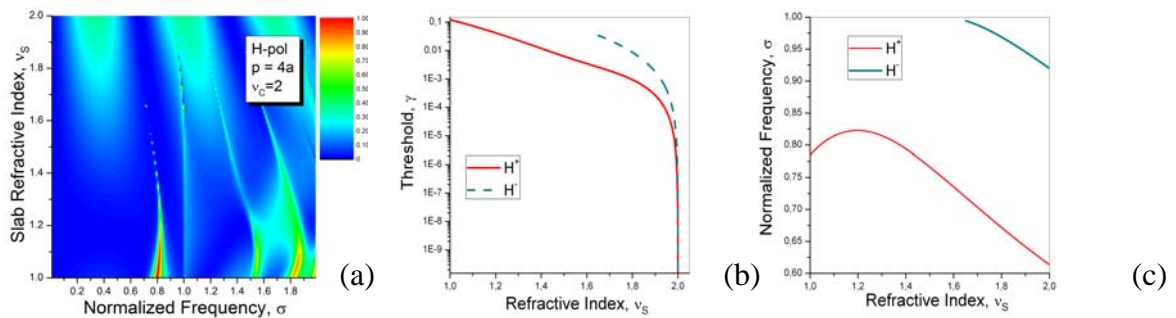 2.0
1.8
1.6
1.4
1.2
1.0
Slab Refractive Index, νS
0.2 0.4 0.6 0.8 1.0 1.2 1.4 1.6 1.8
Normalized Frequency, σ
H-pol
p = 4a
νC=2
1.00
0.90
0.80
0.70
0.60
0.50
0.40
0.30
0.20
0.10
0
(a)
0,1
0,01
1E-3
1E-4
1E-5
1E-6
1E-7
1E-8
1E-9
Threshold, γ
H+
H-
1,0 1,2 1,4 1,6 1,8 2,0
Refractive Index, νS
(b)
1,00
0,95
0,90
0,85
0,80
0,75
0,70
0,65
0,60
Normalized Frequency, σ
H+
H-
1,0 1,2 1,4 1,6 1,8 2,0
Refractive Index, νS
(c)